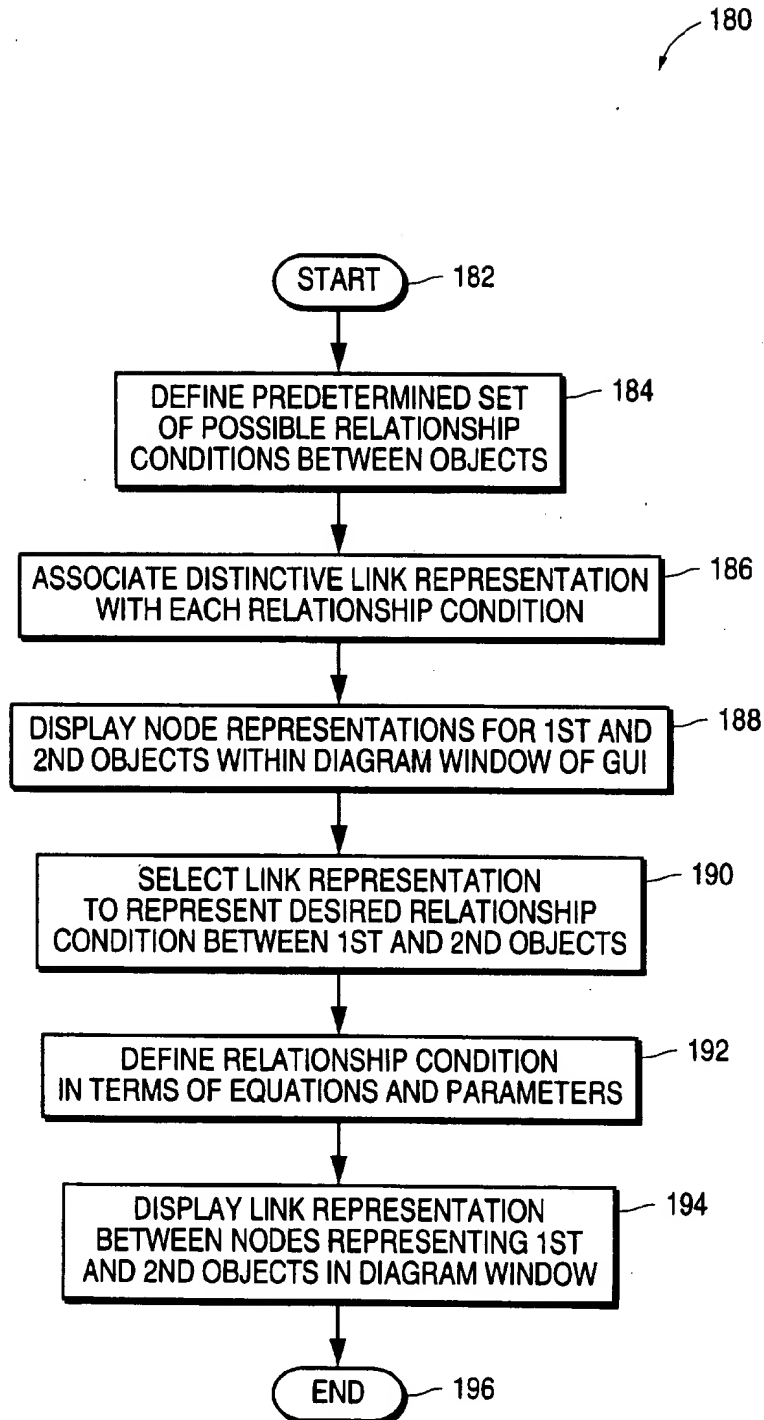 180
START
182
DEFINE PREDETERMINED SET
OF POSSIBLE RELATIONSHIP
CONDITIONS BETWEEN OBJECTS
184
ASSOCIATE DISTINCTIVE LINK REPRESENTATION
WITH EACH RELATIONSHIP CONDITION
186
DISPLAY NODE REPRESENTATIONS FOR 1ST AND
2ND OBJECTS WITHIN DIAGRAM WINDOW OF GUI
188
SELECT LINK REPRESENTATION
TO REPRESENT DESIRED RELATIONSHIP
CONDITION BETWEEN 1ST AND 2ND OBJECTS
190
DEFINE RELATIONSHIP CONDITION
IN TERMS OF EQUATIONS AND PARAMETERS
192
DISPLAY LINK REPRESENTATION
BETWEEN NODES REPRESENTING 1ST
AND 2ND OBJECTS IN DIAGRAM WINDOW
194
END
196